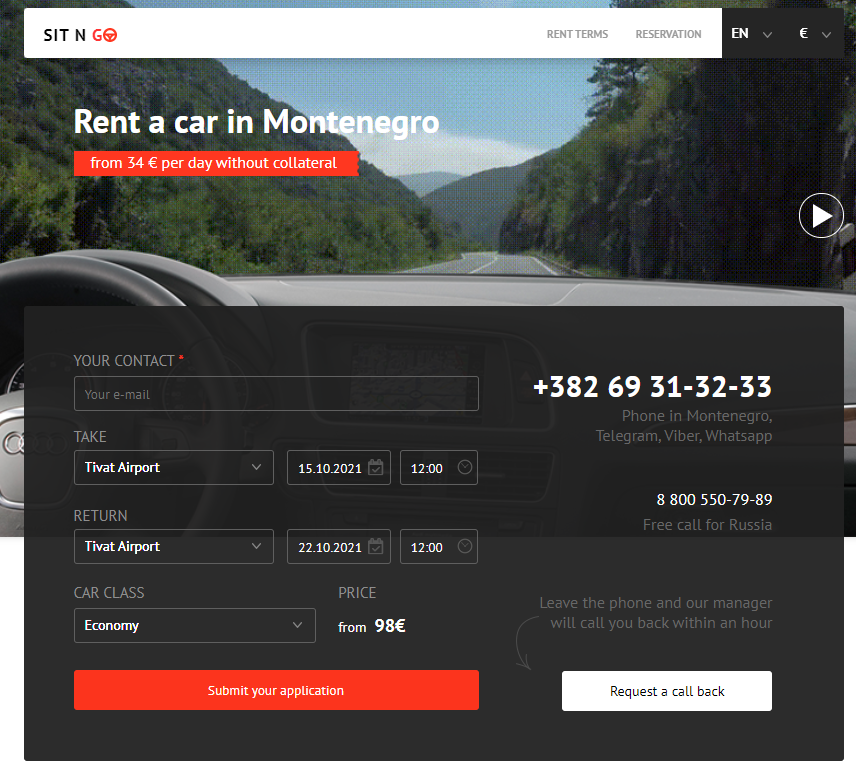 SIT N GO
RENT TERMS
RESERVATION
EN
€
Rent a car in Montenegro
from 34 € per day without collateral
YOUR CONTACT *
Your e-mail
TAKE
Tivat Airport
15.10.2021
12:00
RETURN
Tivat Airport
22.10.2021
12:00
CAR CLASS
PRICE
Economy
from 98€
Submit your application
+382 69 31-32-33
Phone in Montenegro,
Telegram, Viber, Whatsapp
8 800 550-79-89
Free call for Russia
Leave the phone and our manager
will call you back within an hour
Request a call back